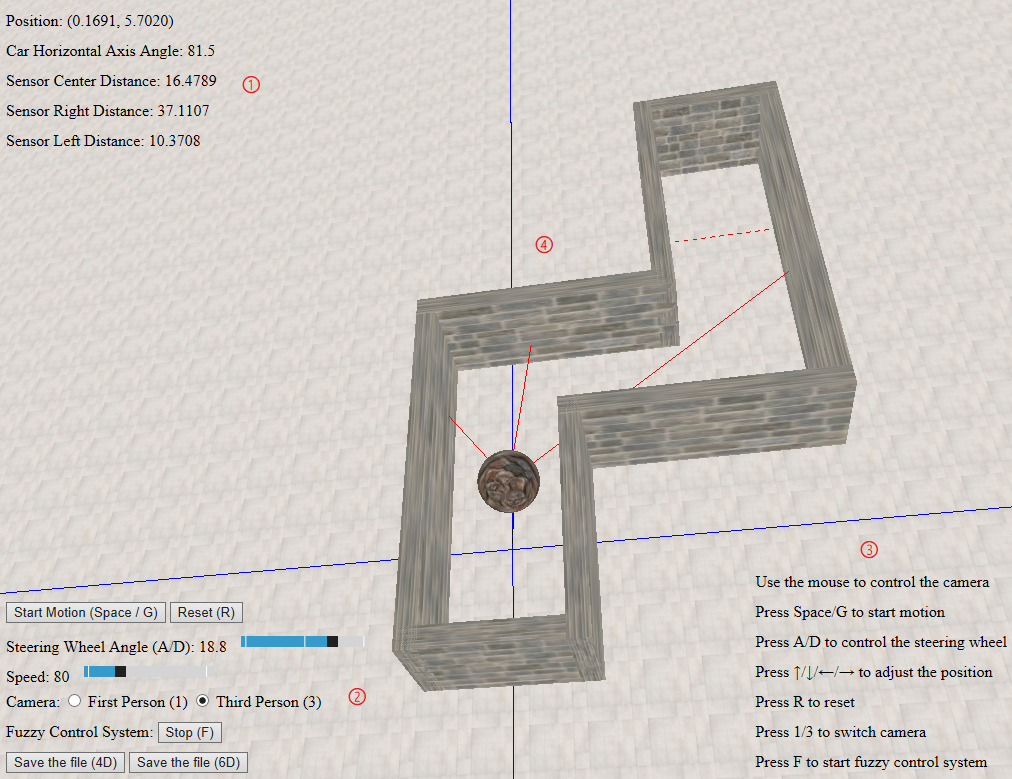 Position: (0.1691, 5.7020)
Car Horizontal Axis Angle: 81.5
Sensor Center Distance: 16.4789
①
Sensor Right Distance: 37.1107
Sensor Left Distance: 10.3708
④
③
Use the mouse to control the camera
Press Space/G to start motion
Press A/D to control the steering wheel
Press ↑/↓/←/→ to adjust the position
Press R to reset
Press 1/3 to switch camera
Press F to start fuzzy control system
Start Motion (Space / G) Reset (R)
Steering Wheel Angle (A/D): 18.8
Speed: 80
Camera: First Person (1) Third Person (3)
②
Fuzzy Control System: Stop (F)
Save the file (4D) Save the file (6D)